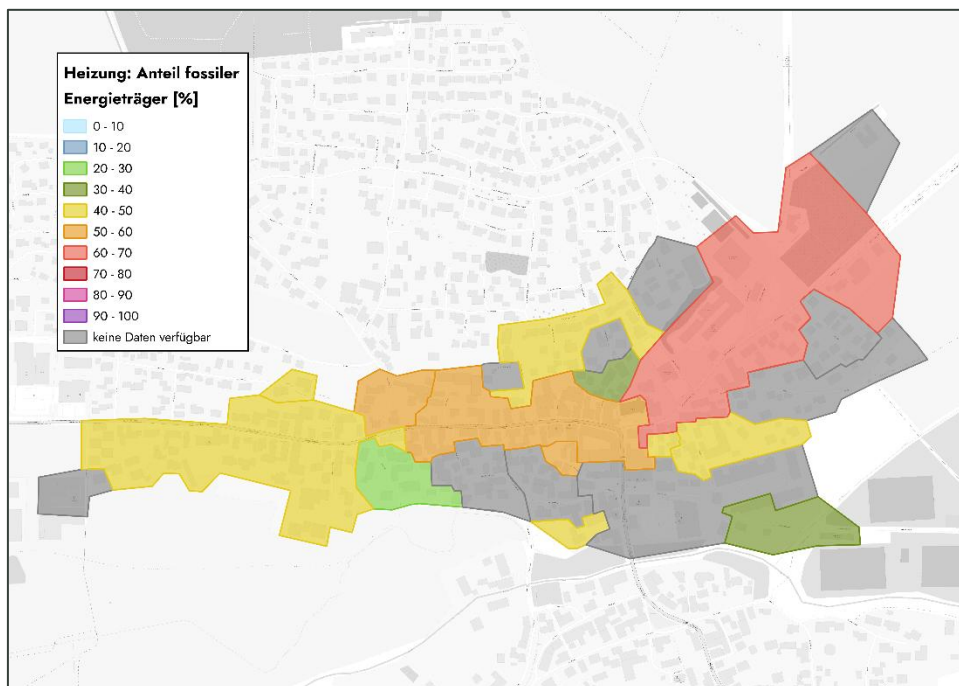 Heizung: Anteil fossiler
Energieträger [%]
0 - 10
10 - 20
20 - 30
30 - 40
40 - 50
50 - 60
60 - 70
70 - 80
80 - 90
90 - 100
keine Daten verfügbar